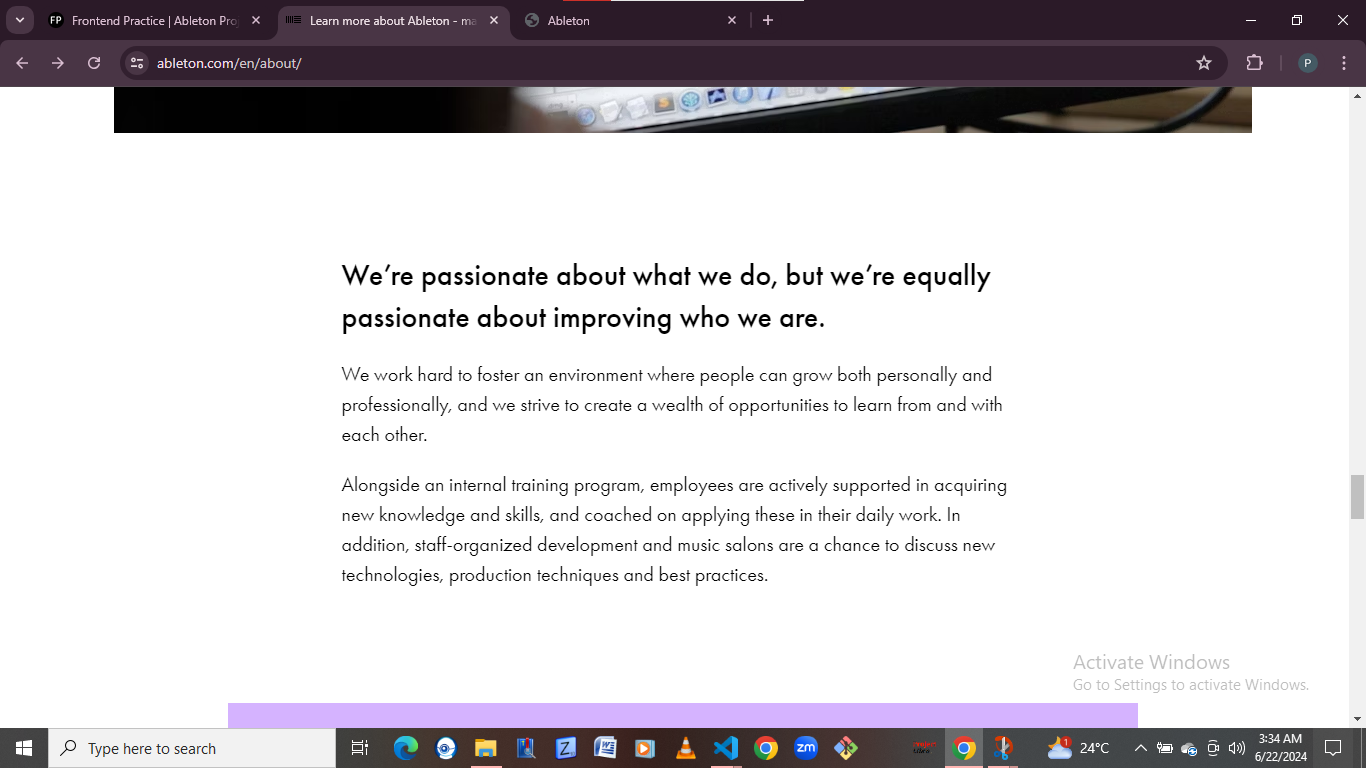 FP Frontend Practice | Ableton Pro
Learn more about Ableton - ma
Ableton
ableton.com/en/about/
P
We’re passionate about what we do, but we’re equally
passionate about improving who we are.
We work hard to foster an environment where people can grow both personally and
professionally, and we strive to create a wealth of opportunities to learn from and with
each other.
Alongside an internal training program, employees are actively supported in acquiring
new knowledge and skills, and coached on applying these in their daily work. In
addition, staff-organized development and music salons are a chance to discuss new
technologies, production techniques and best practices.
Activate Windows
Go to Settings to activate Windows.
Type here to search
zm
1
24°C
3:34 AM
6/22/2024